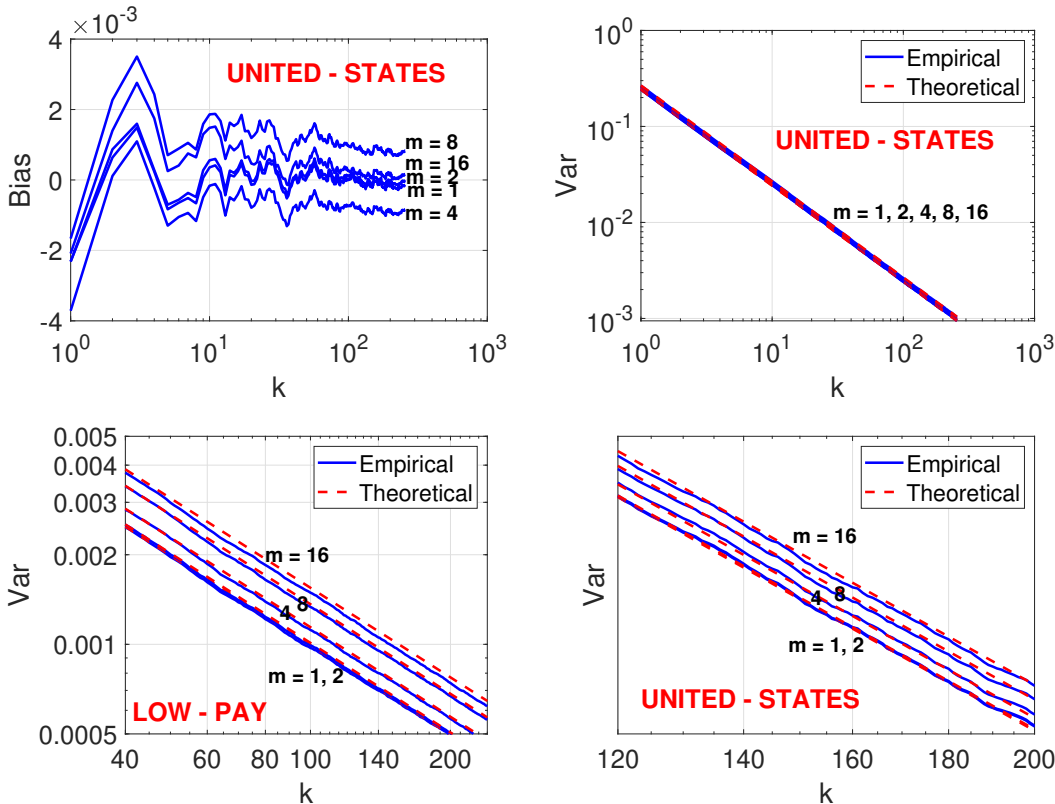 ×10⁻³
4
2
0
-2
-4
Bias
UNITED - STATES
m = 8
m = 16
m = 2
m = 1
m = 4
10⁰
10¹
10²
10³
k
10⁰
10⁻¹
10⁻²
10⁻³
Var
Empirical
Theoretical
UNITED - STATES
m = 1, 2, 4, 8, 16
10⁰
10¹
10²
10³
k
0.005
0.004
0.003
0.002
0.001
0.0005
Var
Empirical
Theoretical
m = 16
8
4
m = 1, 2
LOW - PAY
40
60
80
100
140
200
k
Var
Empirical
Theoretical
m = 16
8
4
m = 1, 2
UNITED - STATES
120
140
160
180
200
k